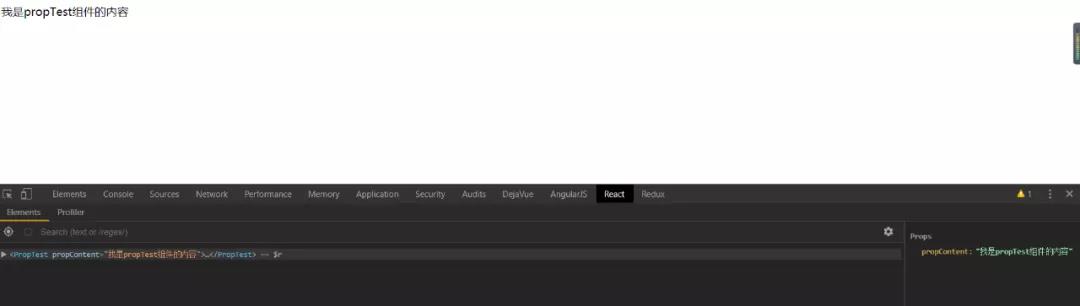 我是propTest组件的内容
Elements Console Sources Network Performance Memory Application Security Audits DejaVue AngularJS React Redux 1
Elements Profiler
Search (text or /regex/)
Props
<PropTest propContent="我是propTest组件的内容">…</PropTest> == $r
propContent: "我是propTest组件的内容"